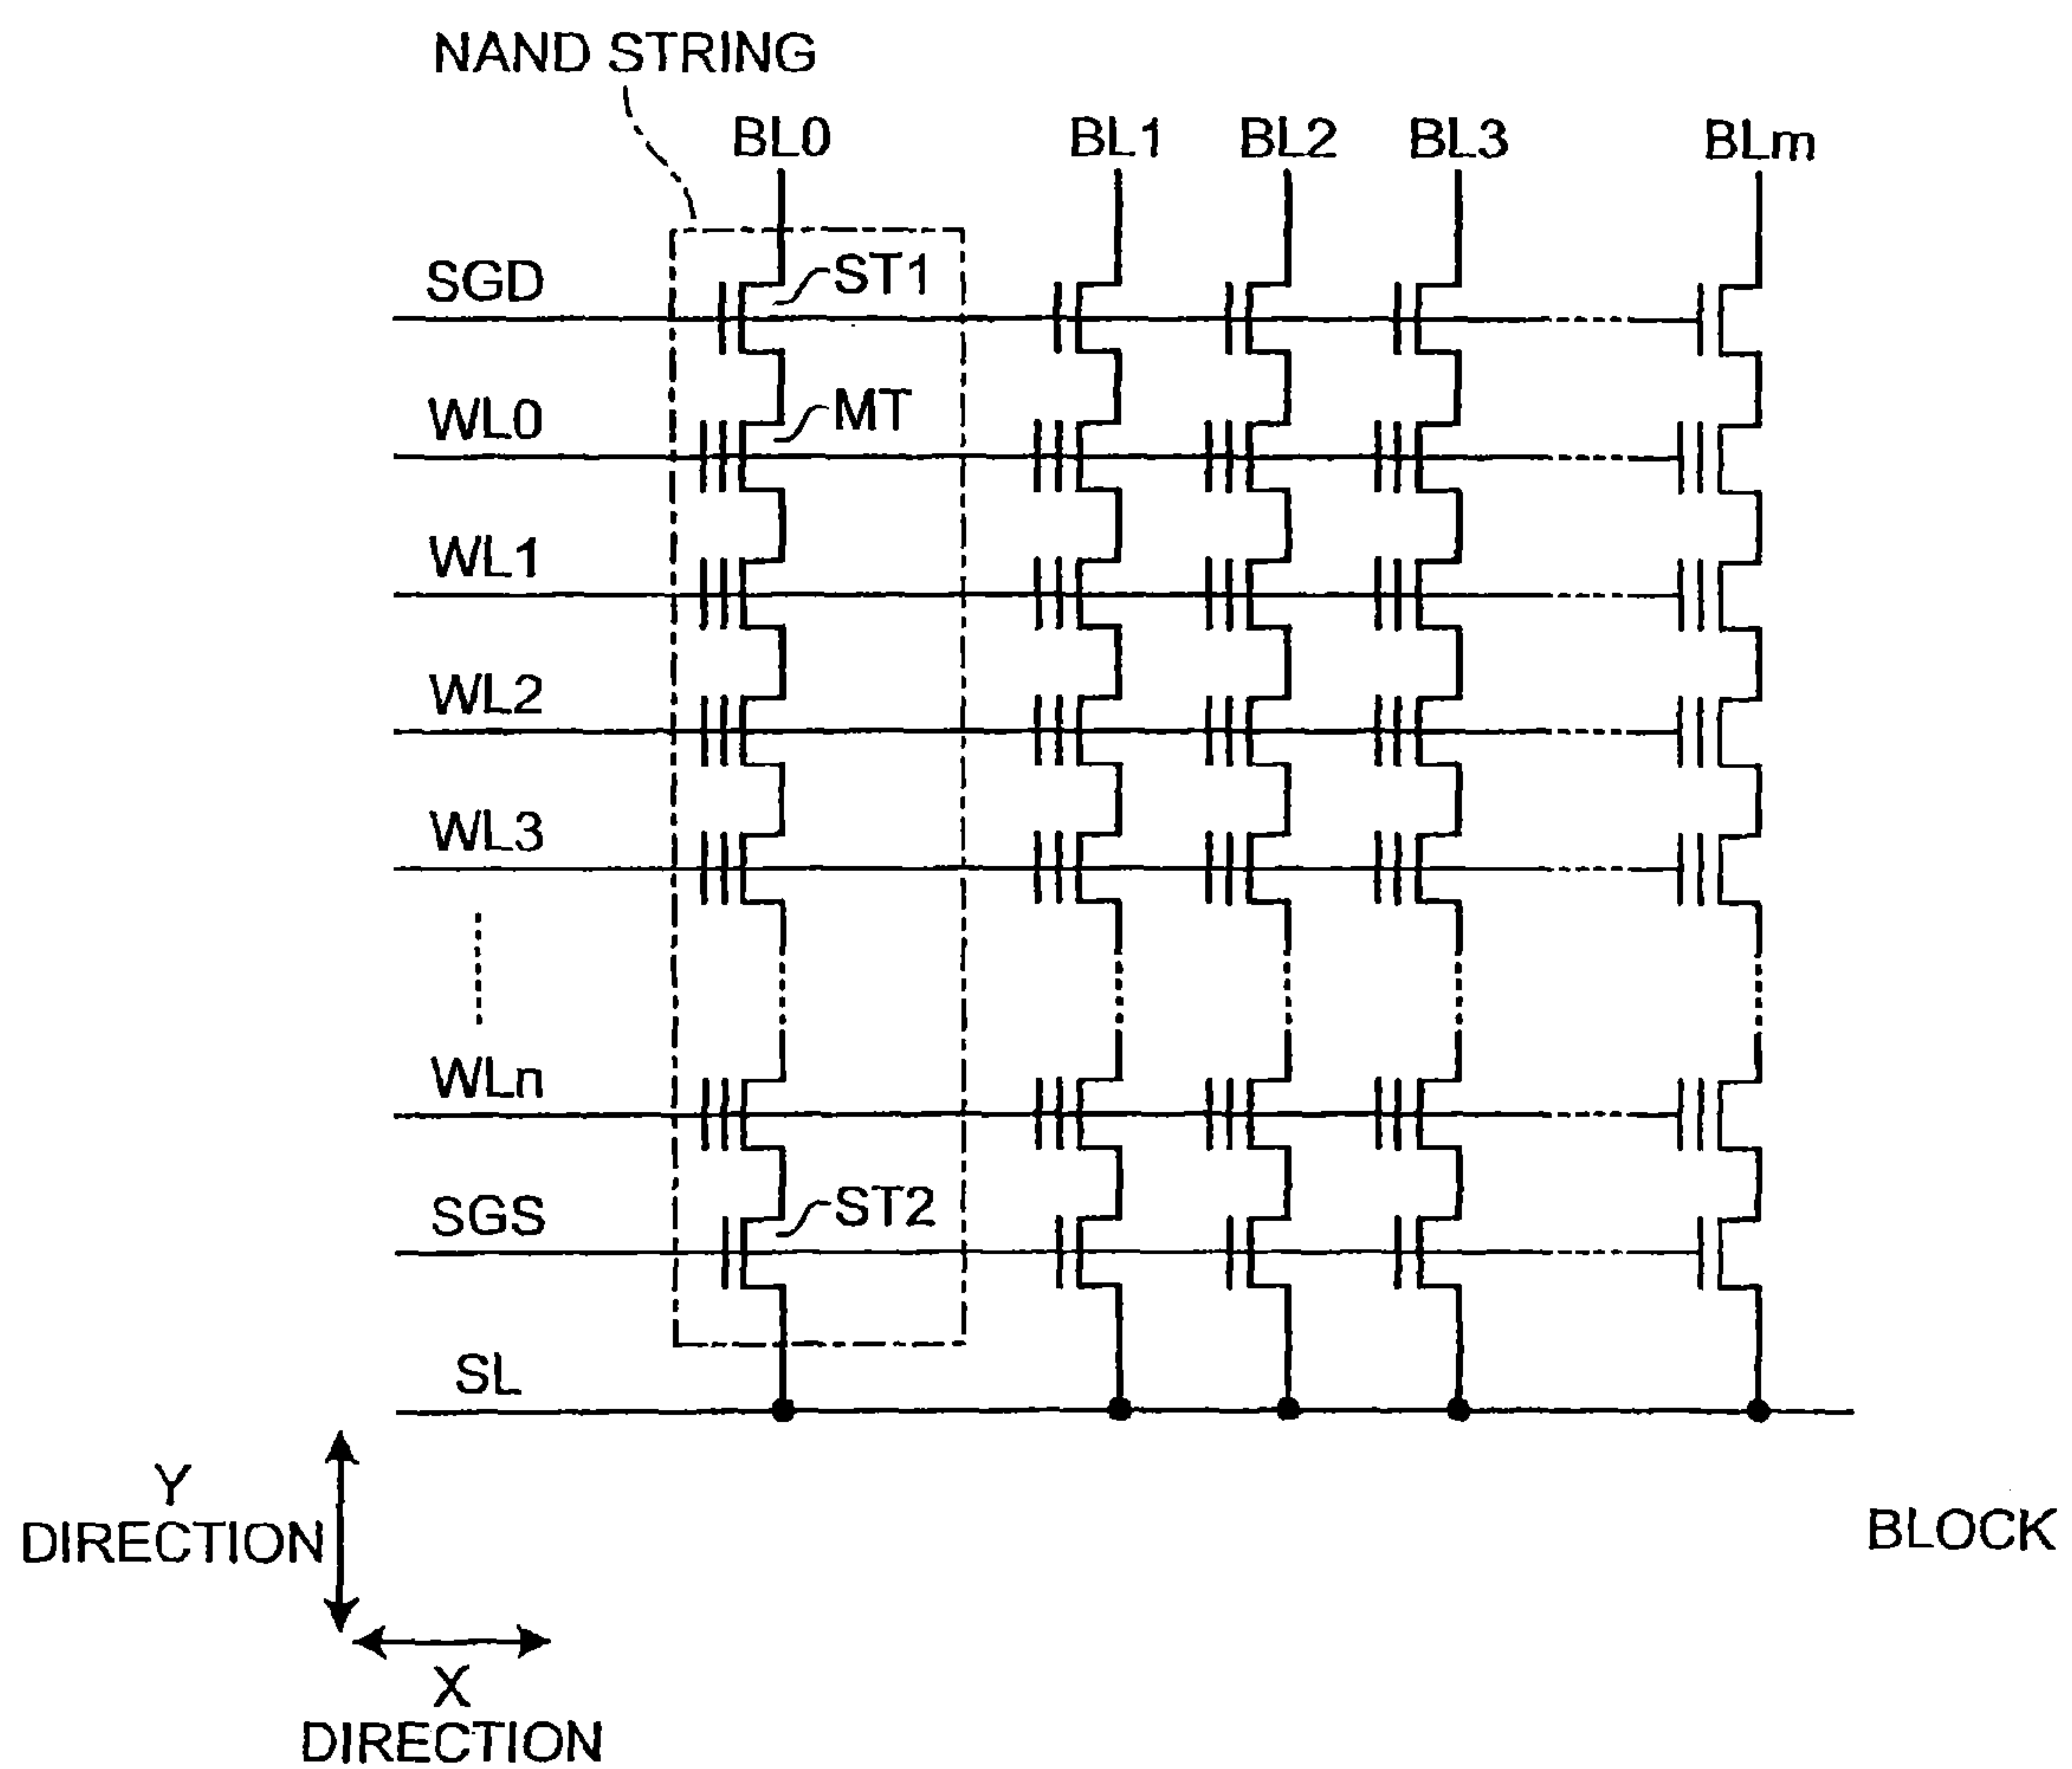 NAND STRING
BL0 BL1 BL2 BL3 BLm
SGD ST1
WL0 MT
WL1
WL2
WL3
WLn
SGS ST2
SL
Y
DIRECTION
BLOCK
X
DIRECTION